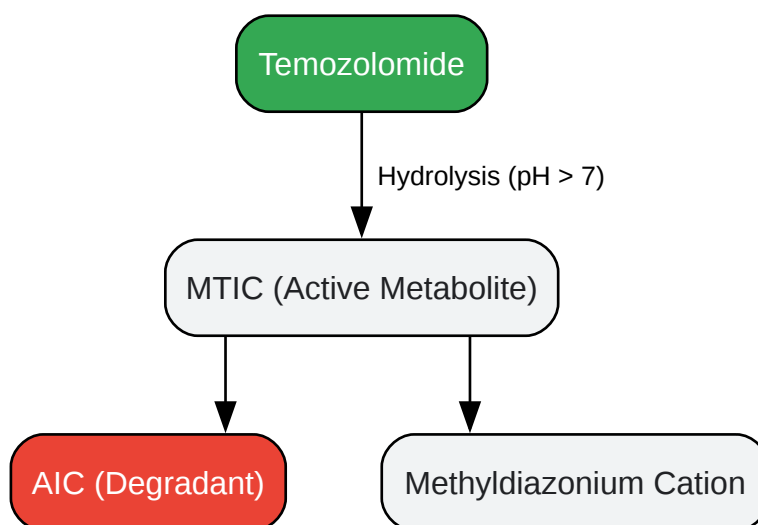 Temozolomide
Hydrolysis (pH > 7)
MTIC (Active Metabolite)
AIC (Degradant)
Methyldiazonium Cation